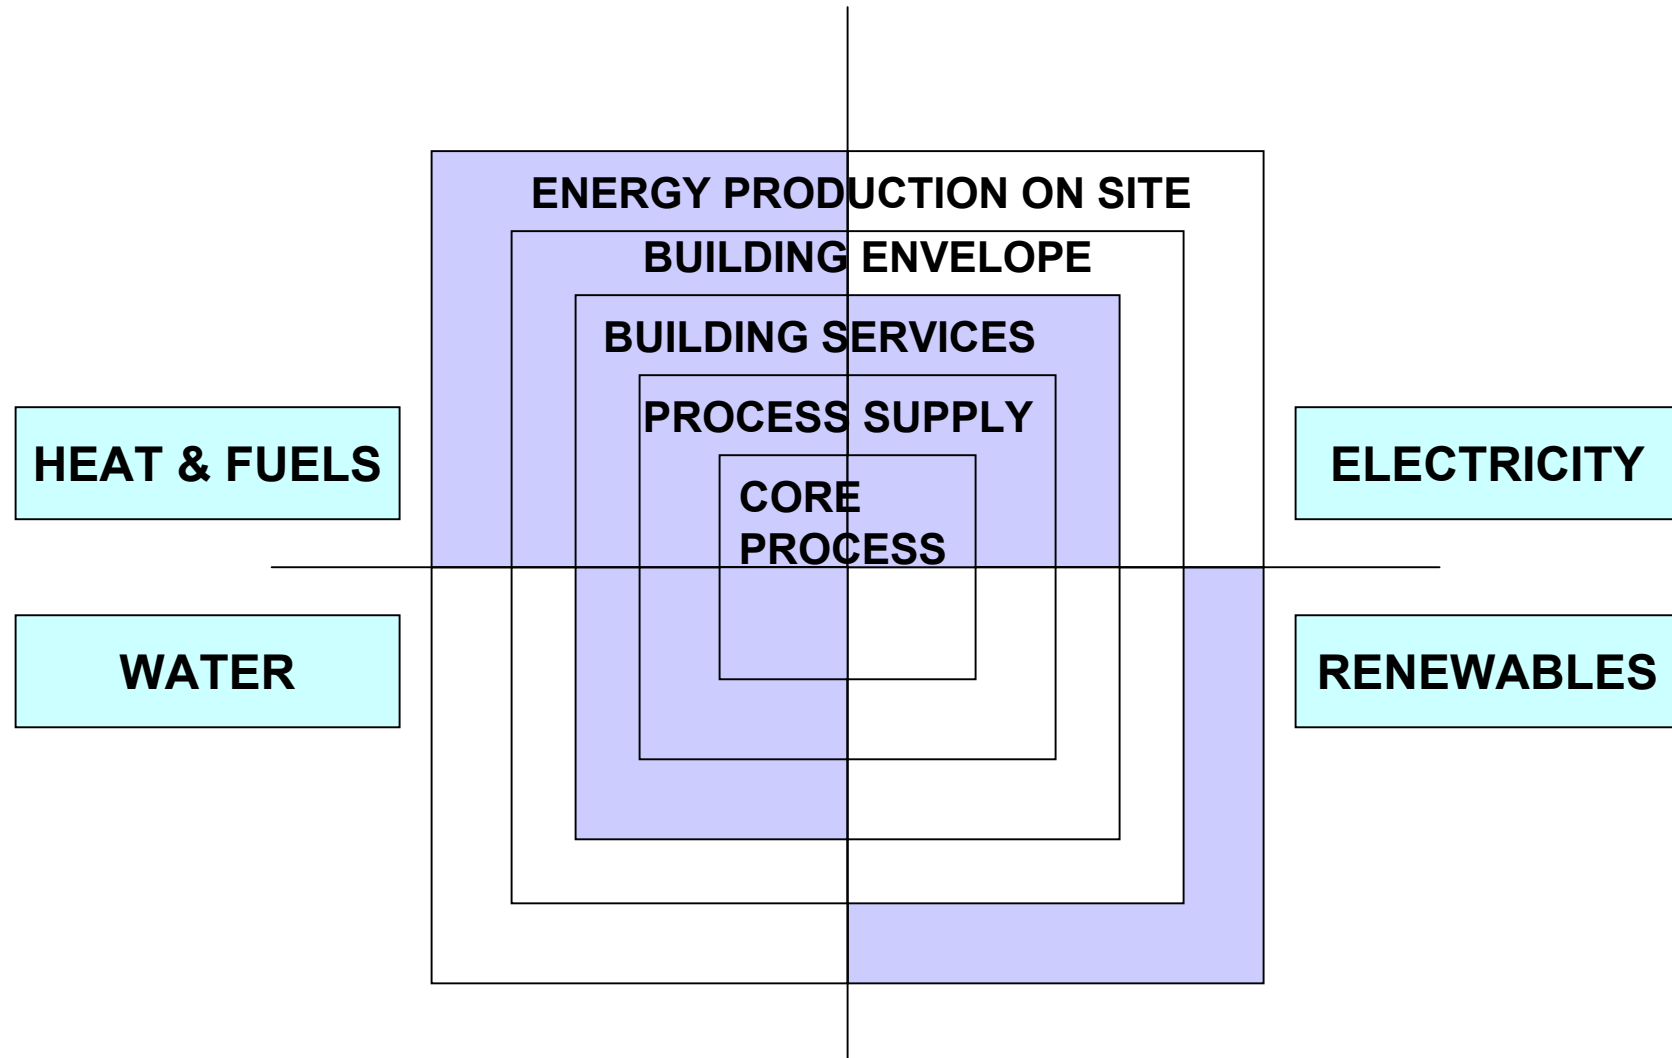 ENERGY PRODUCTION ON SITE
BUILDING ENVELOPE
BUILDING SERVICES
PROCESS SUPPLY
HEAT & FUELS
CORE
PROCESS
ELECTRICITY
WATER
RENEWABLES